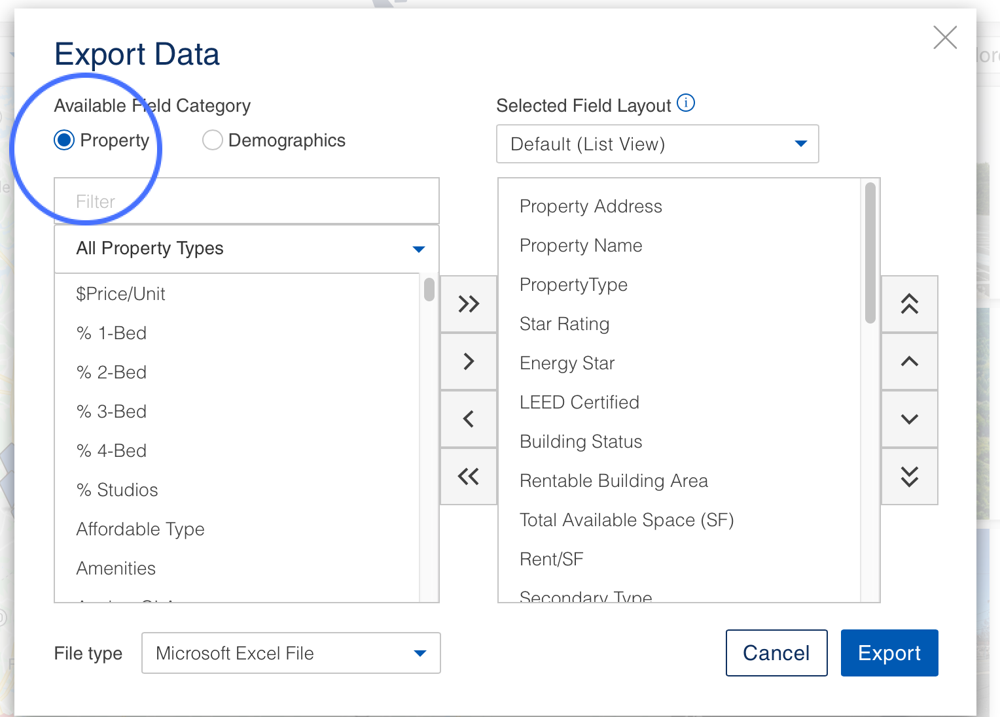 Export Data
Available Field Category
Property
Demographics
Filter
All Property Types
$Price/Unit
% 1-Bed
% 2-Bed
% 3-Bed
% 4-Bed
% Studios
Affordable Type
Amenities
File type
Microsoft Excel File
Selected Field Layout
Default (List View)
Property Address
Property Name
PropertyType
Star Rating
Energy Star
LEED Certified
Building Status
Rentable Building Area
Total Available Space (SF)
Rent/SF
Secondary Type
Cancel
Export